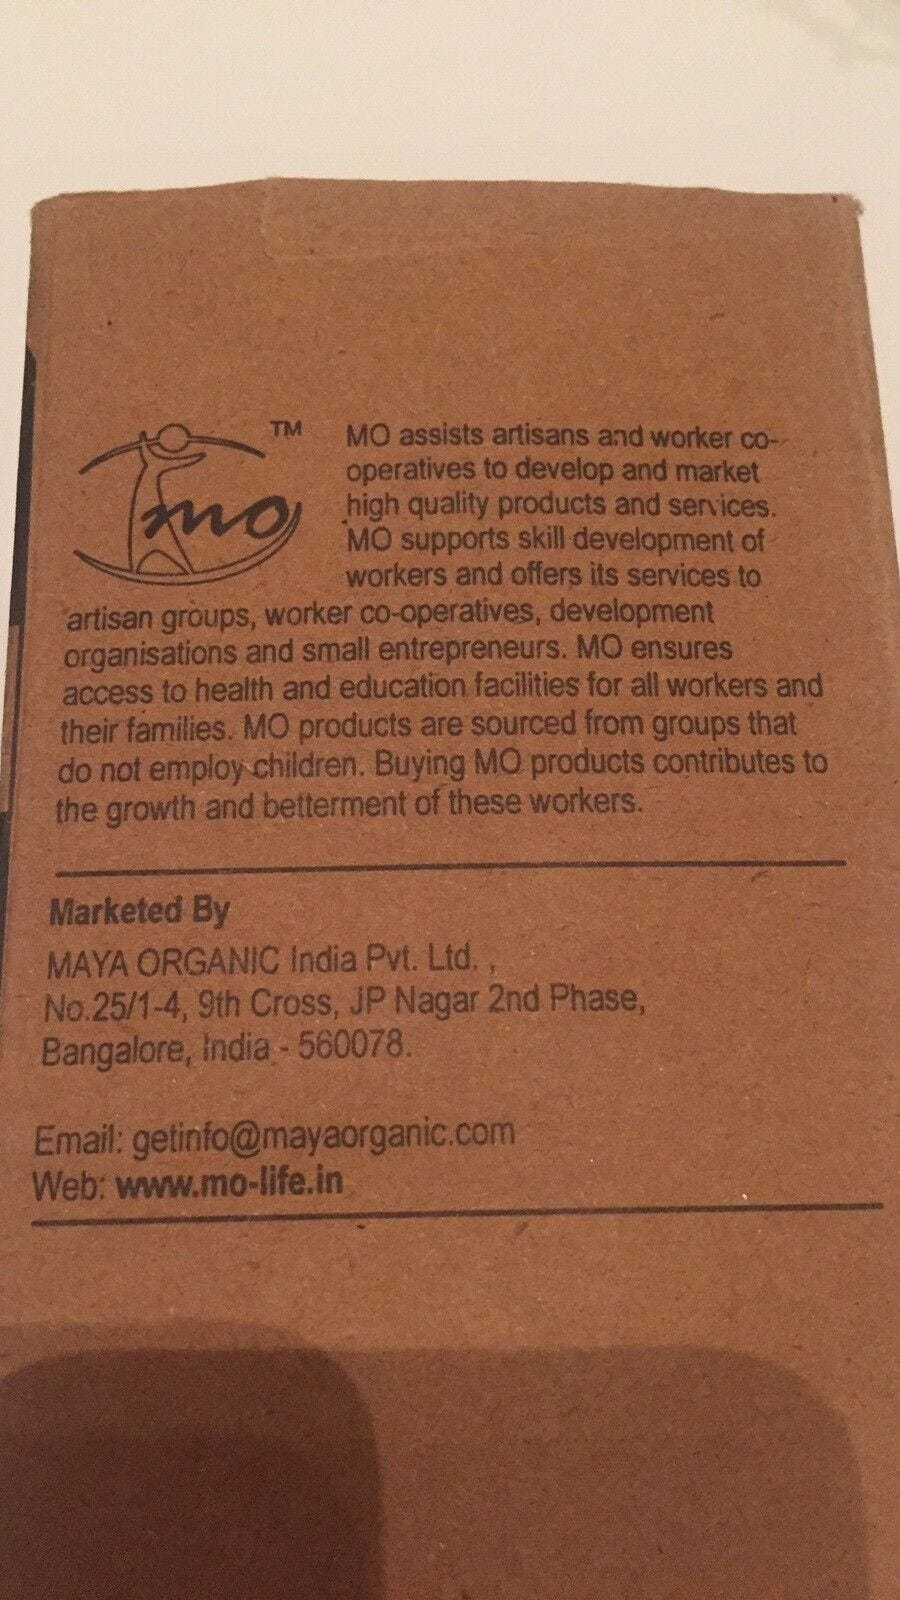 TM
mo
MO assists artisans and worker co-
operatives to develop and market
high quality products and services.
MO supports skill development of
workers and offers its services to
artisan groups, worker co-operatives, development
organisations and small entrepreneurs. MO ensures
access to health and education facilities for all workers and
their families. MO products are sourced from groups that
do not employ children. Buying MO products contributes to
the growth and betterment of these workers.
Marketed By
MAYA ORGANIC India Pvt. Ltd. ,
No.25/1-4, 9th Cross, JP Nagar 2nd Phase,
Bangalore, India - 560078.
Email: getinfo@mayaorganic.com
Web: www.mo-life.in